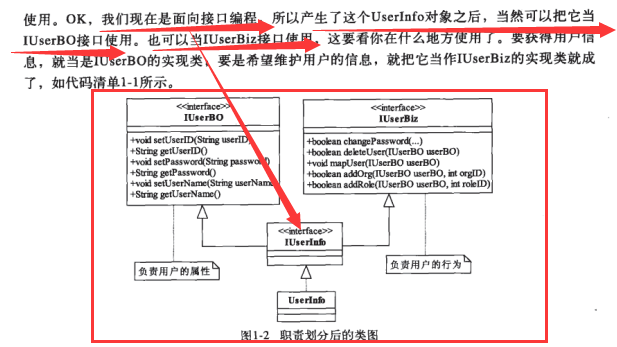 使用。OK，我们现在是面向接口编程，所以产生了这个UserInfo对象之后，当然可以把它当
IUserBO接口使用。也可以当IUserBiz接口使用，这要看你在什么地方使用了。要获得用户信
息，就当是IUserBO的实现类；要是希望维护用户的信息，就把它当作IUserBiz的实现类就成
了，如代码清单1-1所示。
<<interface>>
IUserBO
+void setUserID(String userID)
+String getUserID()
+void setPassword(String password)
+String getPassword()
+void setUserName(String userName)
+String getUserName()
<<interface>>
IUserBiz
+boolean changePassword(...)
+boolean deleteUser(IUserBO userBO)
+void mapUser(IUserBO userBO)
+boolean addOrg(IUserBO userBO, int orgID)
+boolean addRole(IUserBO userBO, int roleID)
<<interface>>
IUserInfo
负责用户的属性
负责用户的行为
UserInfo
图1-2 职责划分后的类图